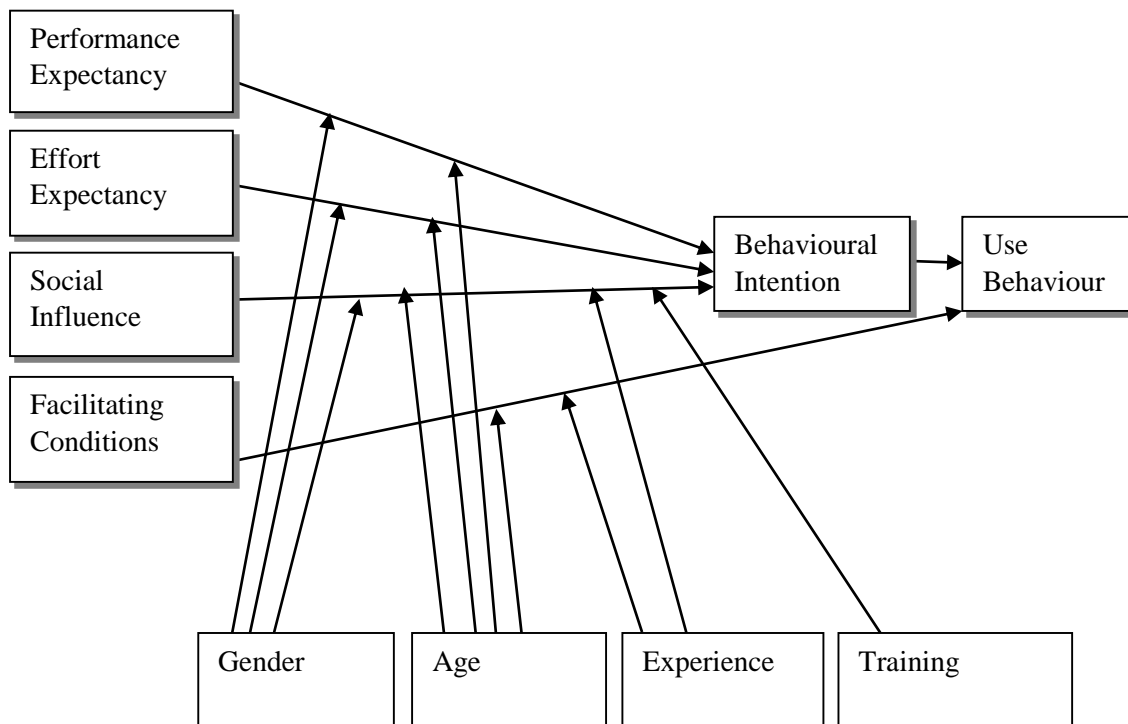 Performance
Expectancy
Effort
Expectancy
Social
Influence
Facilitating
Conditions
Behavioural
Intention
Use
Behaviour
Gender
Age
Experience
Training